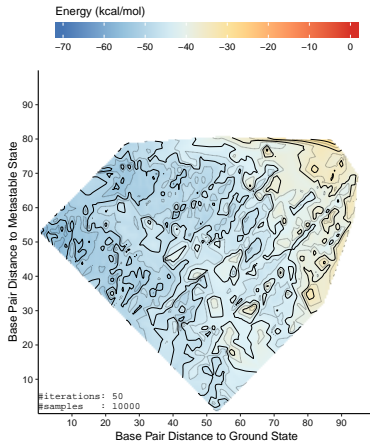 Energy (kcal/mol)
-70 -60 -50 -40 -30 -20 -10 0
Base Pair Distance to Metastable State
90
80
70
60
50
40
30
20
10
#iterations: 50
#samples : 10000
10 20 30 40 50 60 70 80 90
Base Pair Distance to Ground State